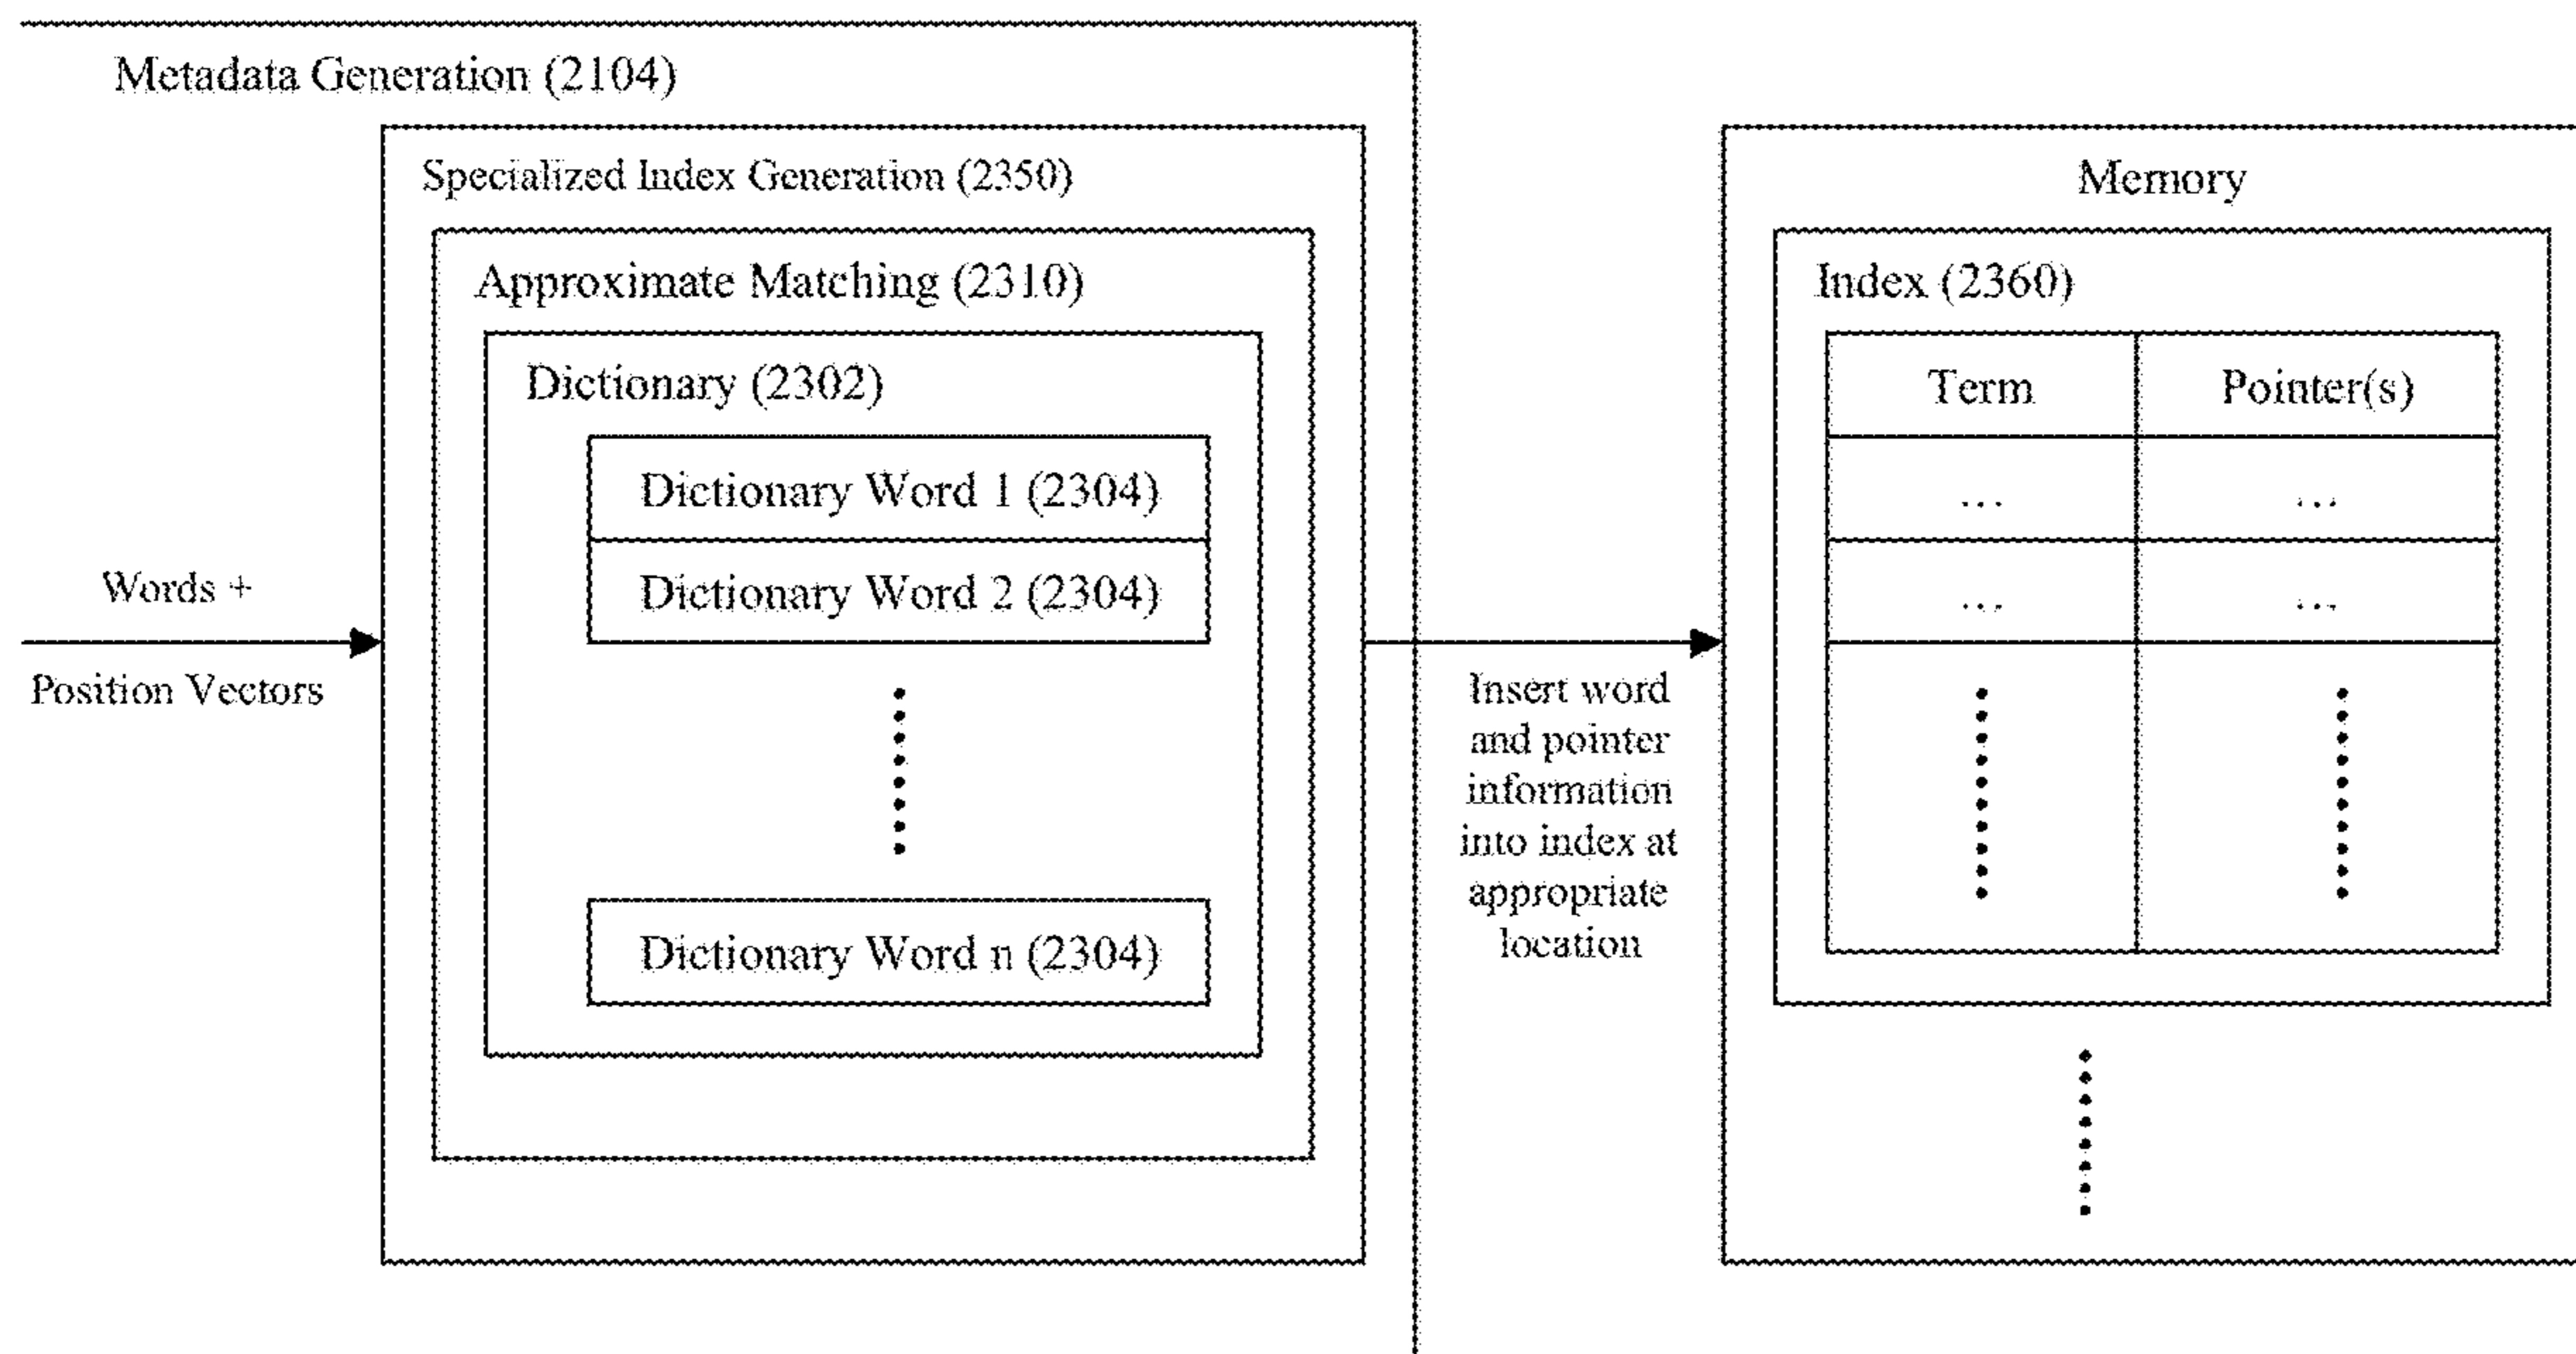 Metadata Generation (2104)
Specialized Index Generation (2350)
Approximate Matching (2310)
Dictionary (2302)
Dictionary Word 1 (2304)
Dictionary Word 2 (2304)
Dictionary Word n (2304)
Words +
Position Vectors
Insert word
and pointer
information
into index at
appropriate
location
Memory
Index (2360)
Term Pointer(s)
... ...
... ...